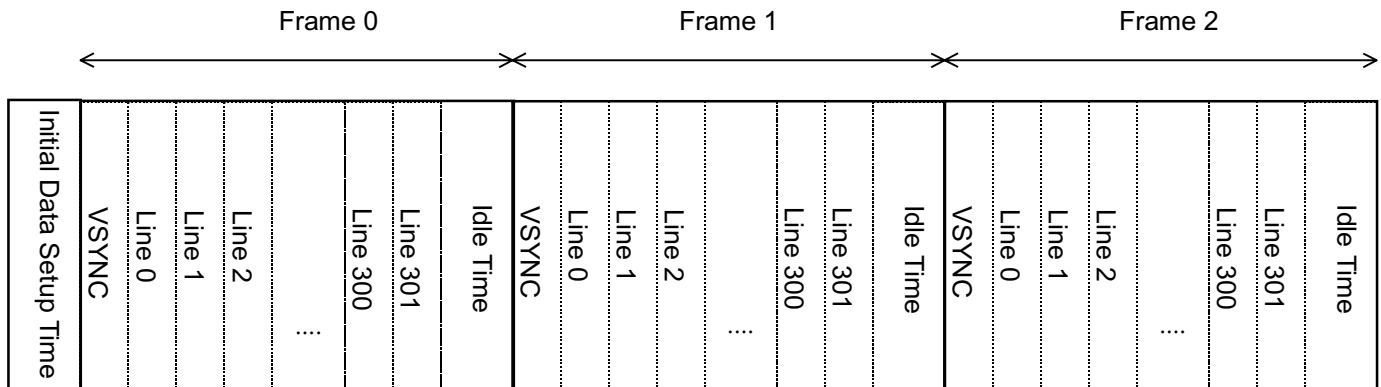 Frame 0
Frame 1
Frame 2
Initial Data Setup Time
VSYNC
Line 0
Line 1
Line 2
....
Line 300
Line 301
Idle Time
VSYNC
Line 0
Line 1
Line 2
....
Line 300
Line 301
Idle Time
VSYNC
Line 0
Line 1
Line 2
....
Line 300
Line 301
Idle Time